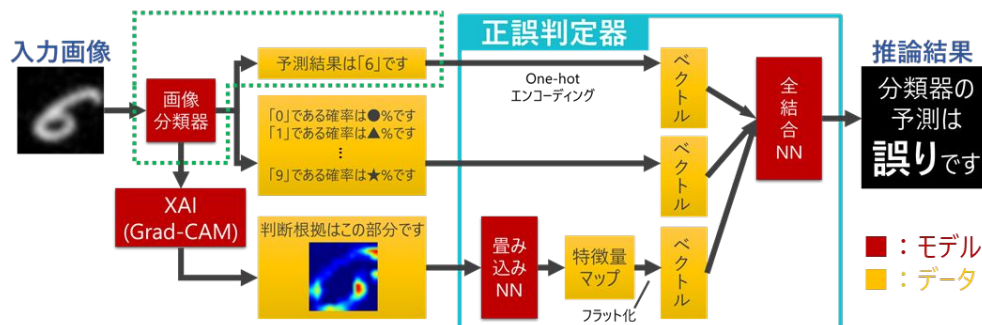 入力画像
画像
分類器
XAI
(Grad-CAM)
予測結果は「6」です
「0」である確率は●%です
「1」である確率は▲%です
⋮
「9」である確率は★%です
判断根拠はこの部分です
正誤判定器
One-hot
エンコーディング
畳み
込み
NN
特徴量
マップ
フラット化
ベクトル
ベクトル
ベクトル
全結合
NN
推論結果
分類器の
予測は
誤りです
■：モデル
■：データ